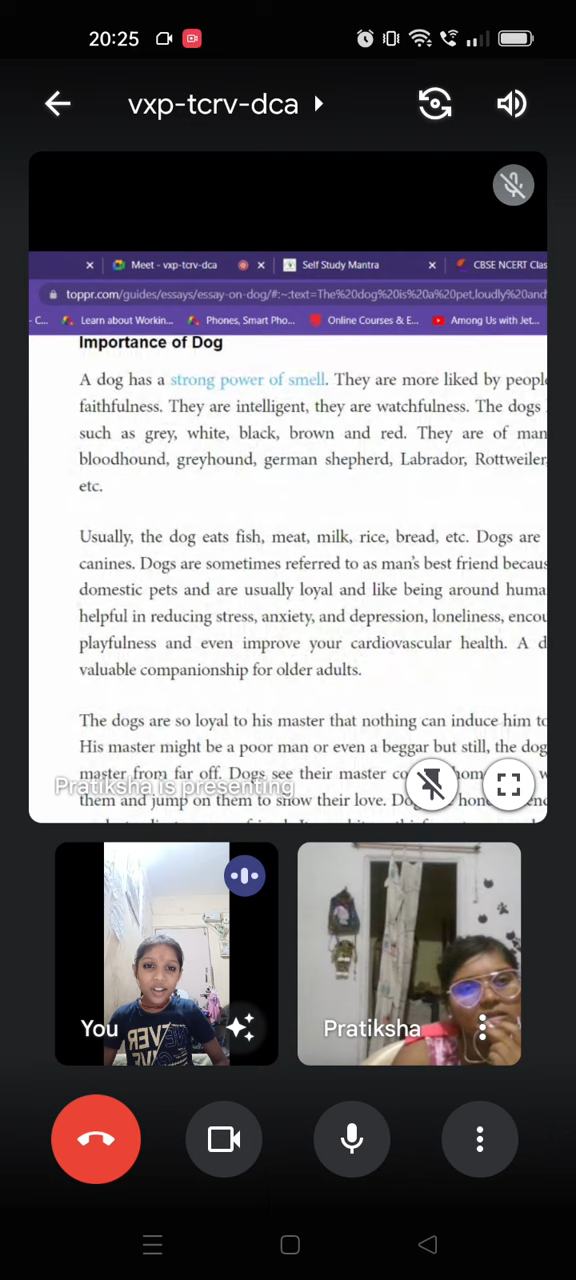 20:25
vxp-tcrv-dca
Meet - vxp-tcrv-dca
Self Study Mantra
CBSE NCERT Clas
toppr.com/guides/essays/essay-on-dog/#:~:text=The%20dog%20is%20a%20pet,loudly%20and
- C...
Learn about Workin...
Phones, Smart Pho...
Online Courses & E...
Among Us with Jet...
Importance of Dog
A dog has a strong power of smell. They are more liked by people
faithfulness. They are intelligent, they are watchfulness. The dogs
such as grey, white, black, brown and red. They are of man
bloodhound, greyhound, german shepherd, Labrador, Rottweiler,
etc.
Usually, the dog eats fish, meat, milk, rice, bread, etc. Dogs are
canines. Dogs are sometimes referred to as man's best friend becaus
domestic pets and are usually loyal and like being around huma
helpful in reducing stress, anxiety, and depression, loneliness, encou
playfulness and even improve your cardiovascular health. A d
valuable companionship for older adults.
The dogs are so loyal to his master that nothing can induce him to
His master might be a poor man or even a beggar but still, the dog
master from far off. Dogs see their master co
them and jump on them to show their love.
Pratiksha is presenting
You
Pratiksha